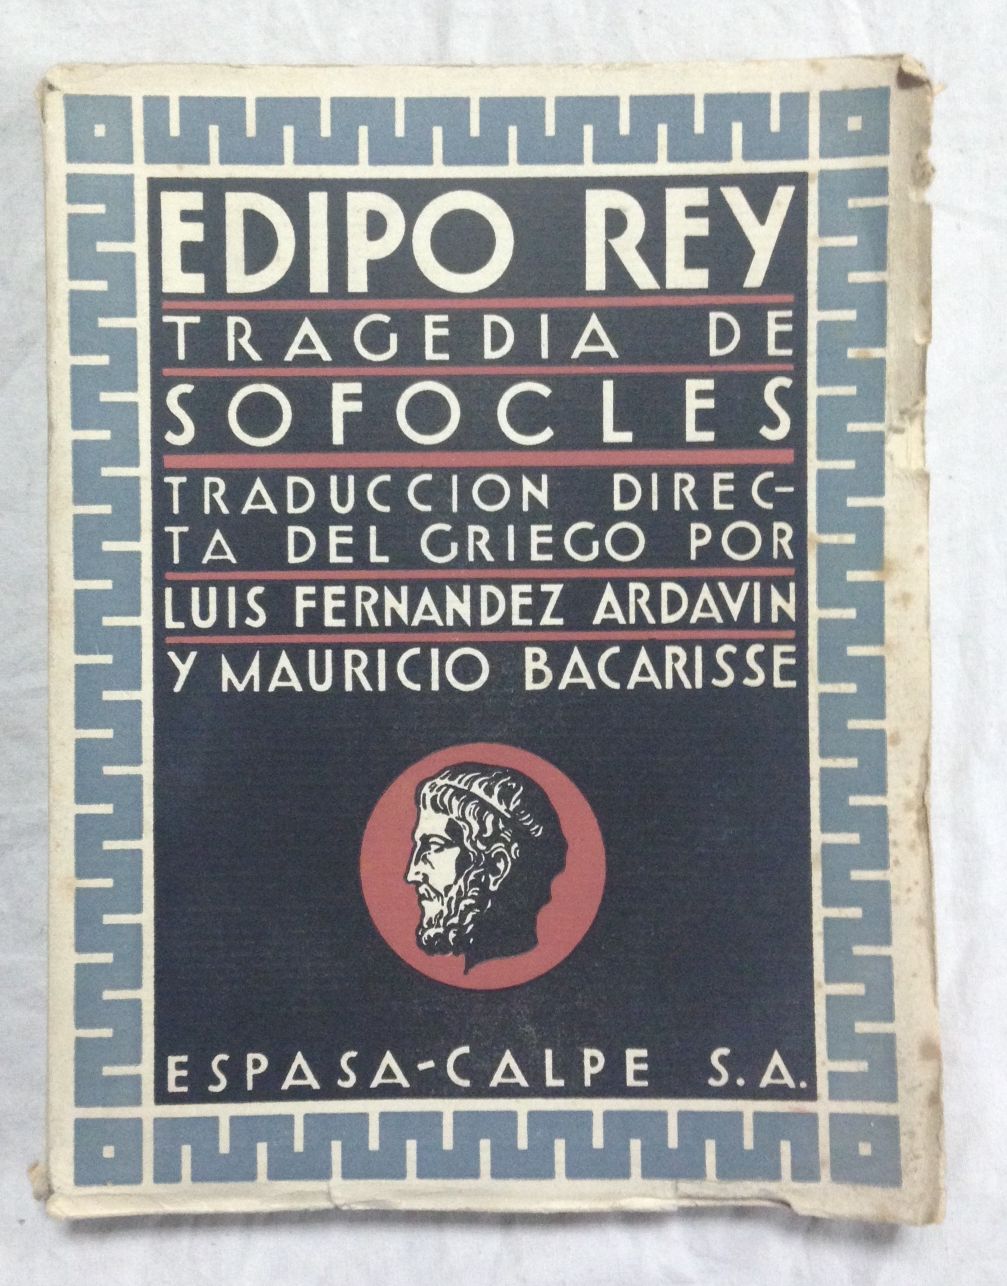 EDIPO REY
TRAGEDIA DE
SOFOCLES
TRADUCCION DIREC-
TA DEL GRIEGO POR
LUIS FERNANDEZ ARDAVIN
Y MAURICIO BACARISSE
ESPASA-CALPE S.A.